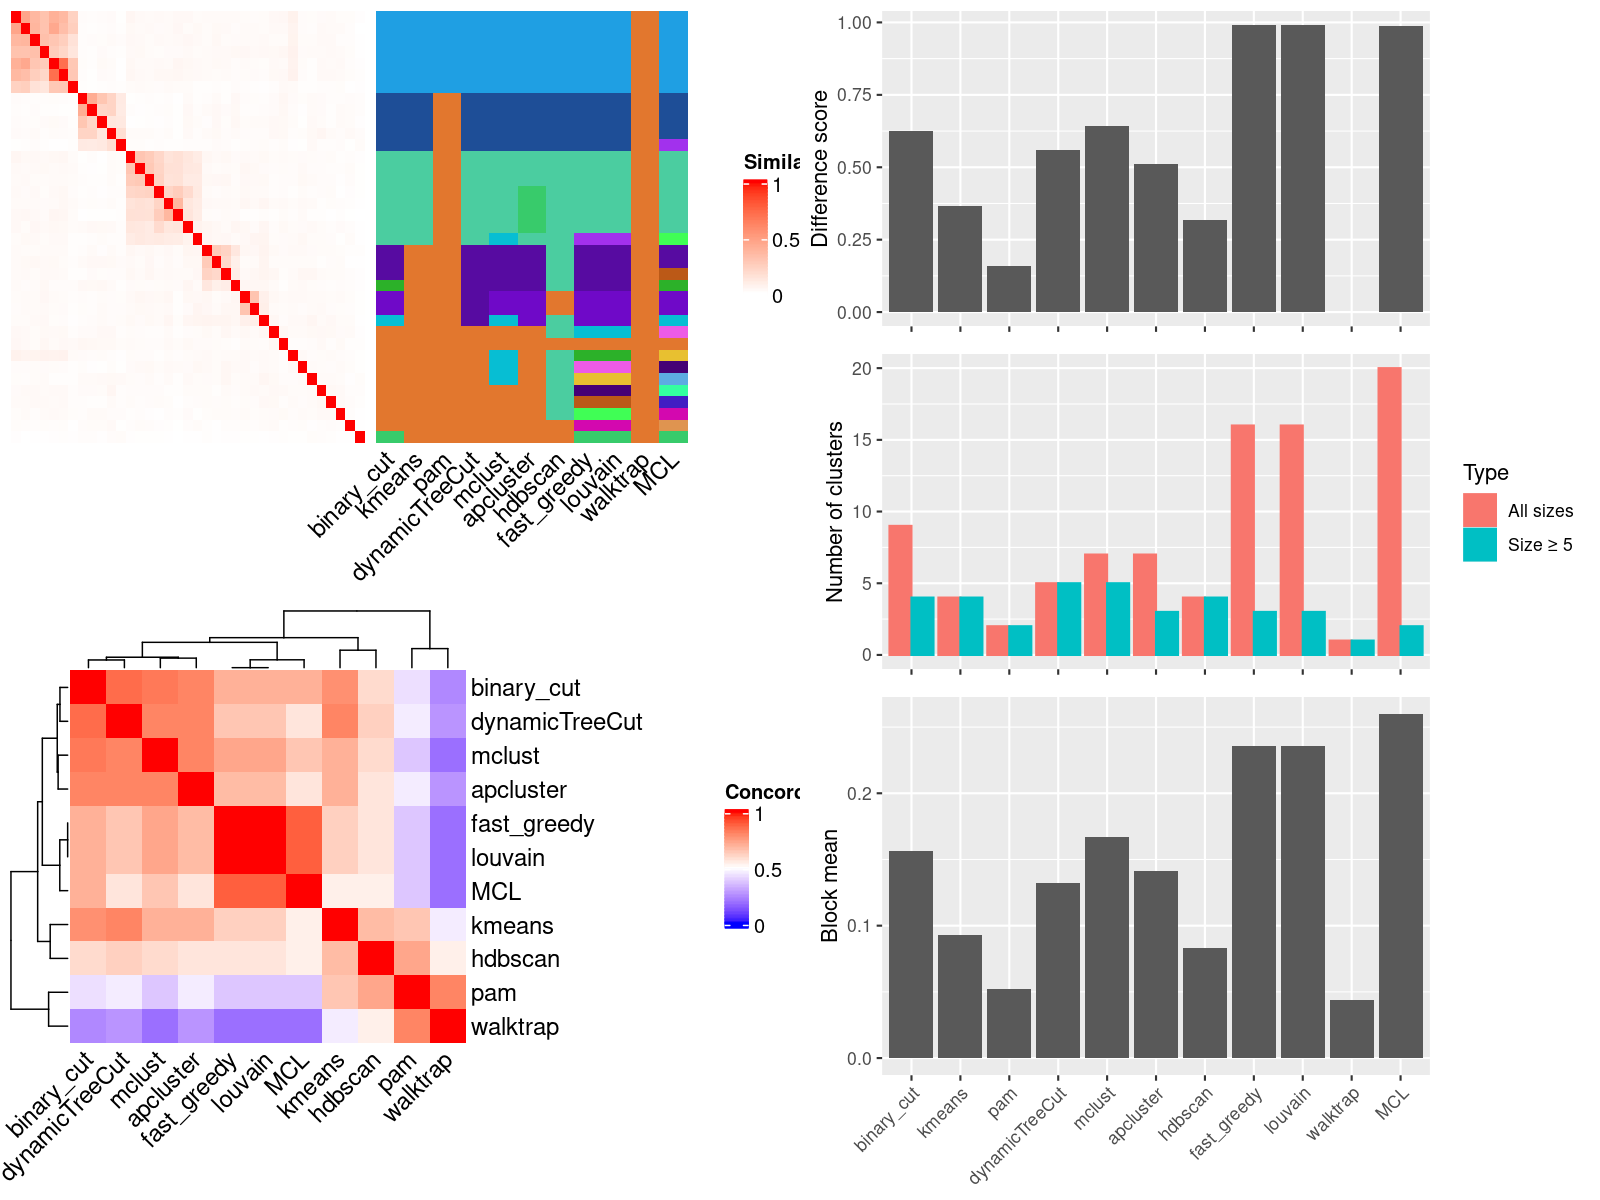 Simila
1
0.5
0
binary_cut
kmeans
pam
dynamicTreeCut
mclust
apcluster
hdbscan
fast_greedy
louvain
walktrap
MCL
binary_cut
dynamicTreeCut
mclust
apcluster
fast_greedy
louvain
MCL
kmeans
hdbscan
pam
walktrap
Concord
1
0.5
0
binary_cut
dynamicTreeCut
mclust
apcluster
fast_greedy
louvain
MCL
kmeans
hdbscan
pam
walktrap
Difference score
1.00
0.75
0.50
0.25
0.00
Number of clusters
20
15
10
5
0
Type
All sizes
Size ≥ 5
Block mean
0.2
0.1
0.0
binary_cut
kmeans
pam
dynamicTreeCut
mclust
apcluster
hdbscan
fast_greedy
louvain
walktrap
MCL